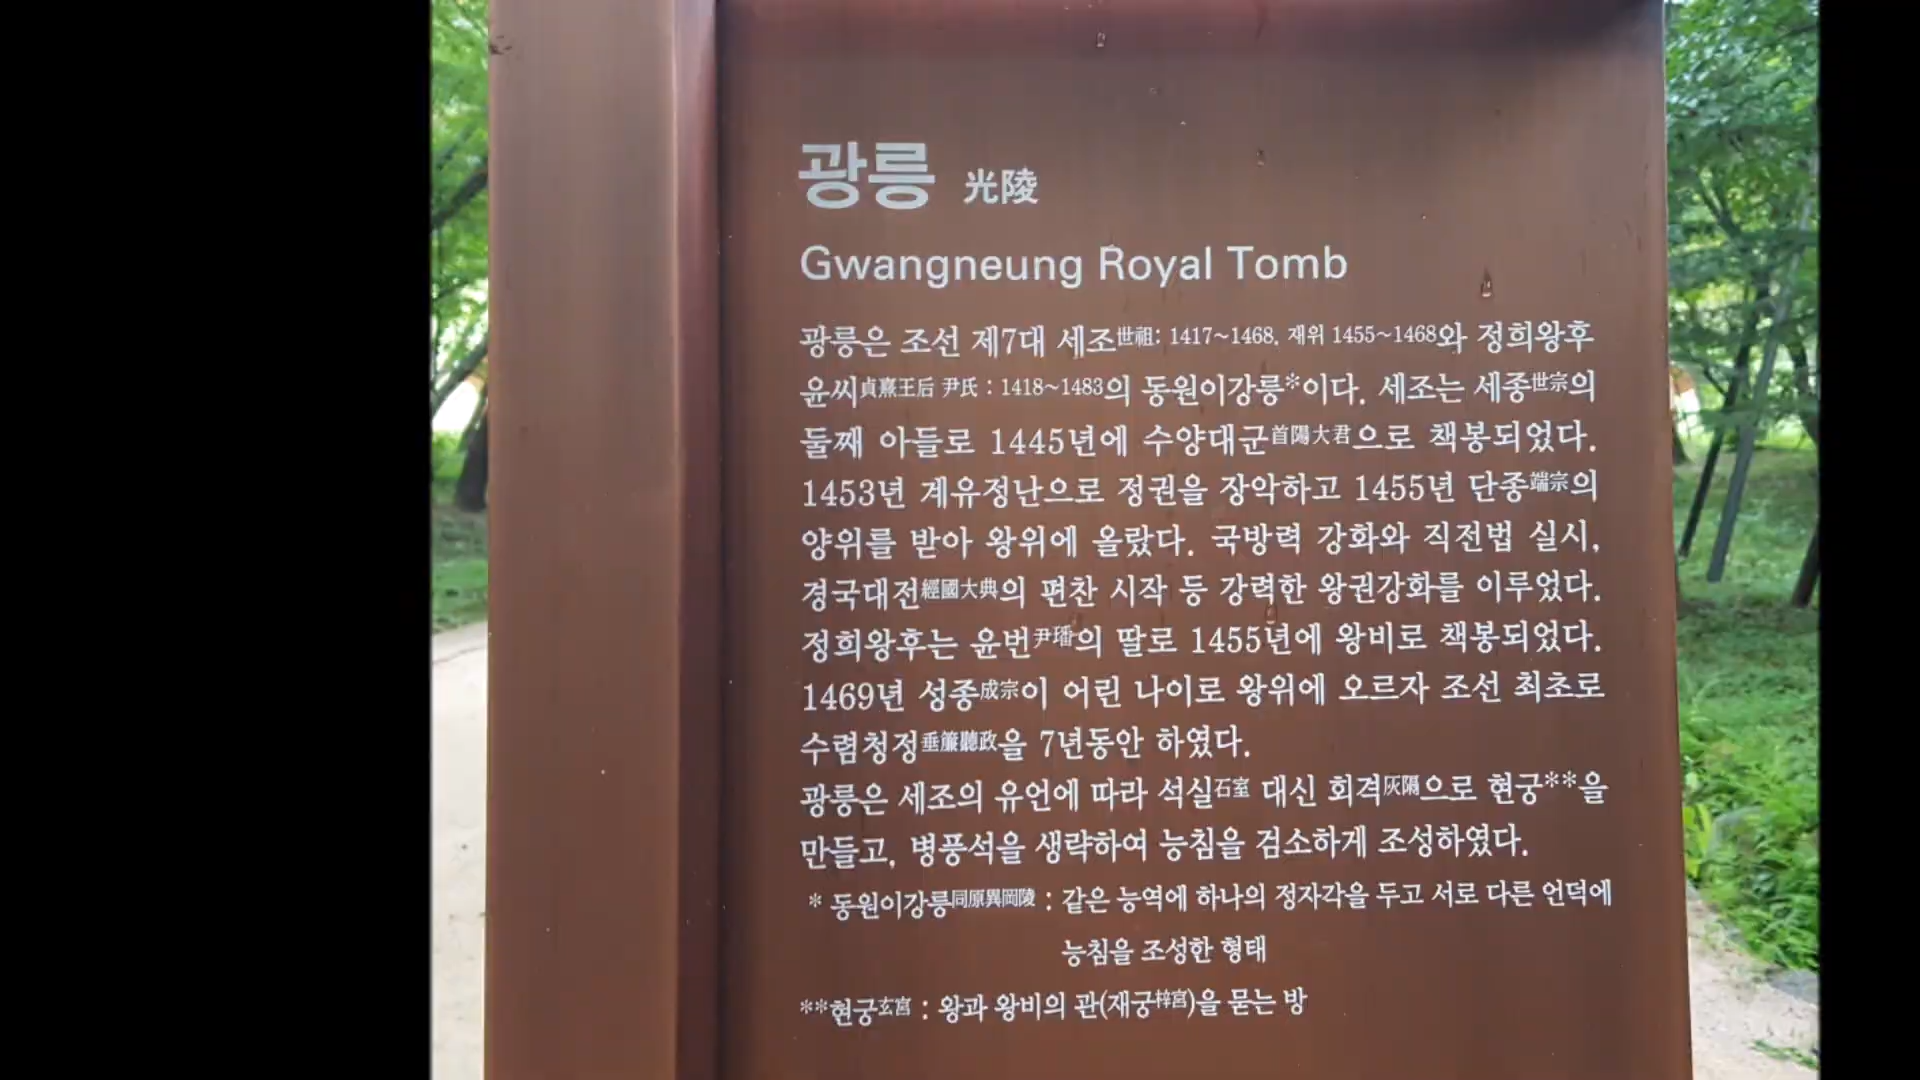 광릉 光陵
Gwangneung Royal Tomb
광릉은 조선 제7대 세조世祖: 1417~1468, 재위 1455~1468와 정희왕후
윤씨貞熹王后 尹氏 : 1418~1483의 동원이강릉*이다. 세조는 세종世宗의
둘째 아들로 1445년에 수양대군首陽大君으로 책봉되었다.
1453년 계유정난으로 정권을 장악하고 1455년 단종端宗의
양위를 받아 왕위에 올랐다. 국방력 강화와 직전법 실시,
경국대전經國大典의 편찬 시작 등 강력한 왕권강화를 이루었다.
정희왕후는 윤번尹璠의 딸로 1455년에 왕비로 책봉되었다.
1469년 성종成宗이 어린 나이로 왕위에 오르자 조선 최초로
수렴청정垂簾聽政을 7년동안 하였다.
광릉은 세조의 유언에 따라 석실石室 대신 회격灰隔으로 현궁**을
만들고, 병풍석을 생략하여 능침을 검소하게 조성하였다.
* 동원이강릉同原異岡陵 : 같은 능역에 하나의 정자각을 두고 서로 다른 언덕에
능침을 조성한 형태
**현궁玄宮 : 왕과 왕비의 관(재궁梓宮)을 묻는 방